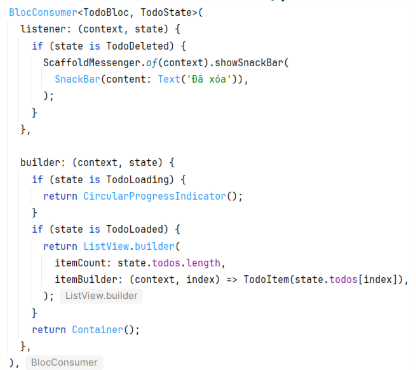 BlocConsumer<TodoBloc, TodoState>(
  listener: (context, state) {
    if (state is TodoDeleted) {
      ScaffoldMessenger.of(context).showSnackBar(
        SnackBar(content: Text('Đã xóa')),
      );
    }
  },

  builder: (context, state) {
    if (state is TodoLoading) {
      return CircularProgressIndicator();
    }
    if (state is TodoLoaded) {
      return ListView.builder(
        itemCount: state.todos.length,
        itemBuilder: (context, index) => TodoItem(state.todos[index]),
      ); ListView.builder
    }
    return Container();
  },
), BlocConsumer